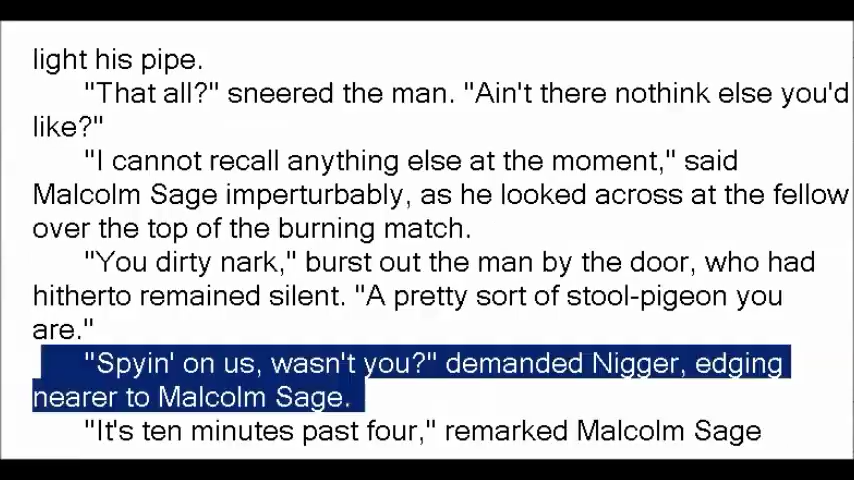 light his pipe.
"That all?" sneered the man. "Ain't there nothink else you'd
like?"
"I cannot recall anything else at the moment," said
Malcolm Sage imperturbably, as he looked across at the fellow
over the top of the burning match.
"You dirty nark," burst out the man by the door, who had
hitherto remained silent. "A pretty sort of stool-pigeon you
are."
"Spyin' on us, wasn't you?" demanded Nigger, edging
nearer to Malcolm Sage.
"It's ten minutes past four," remarked Malcolm Sage